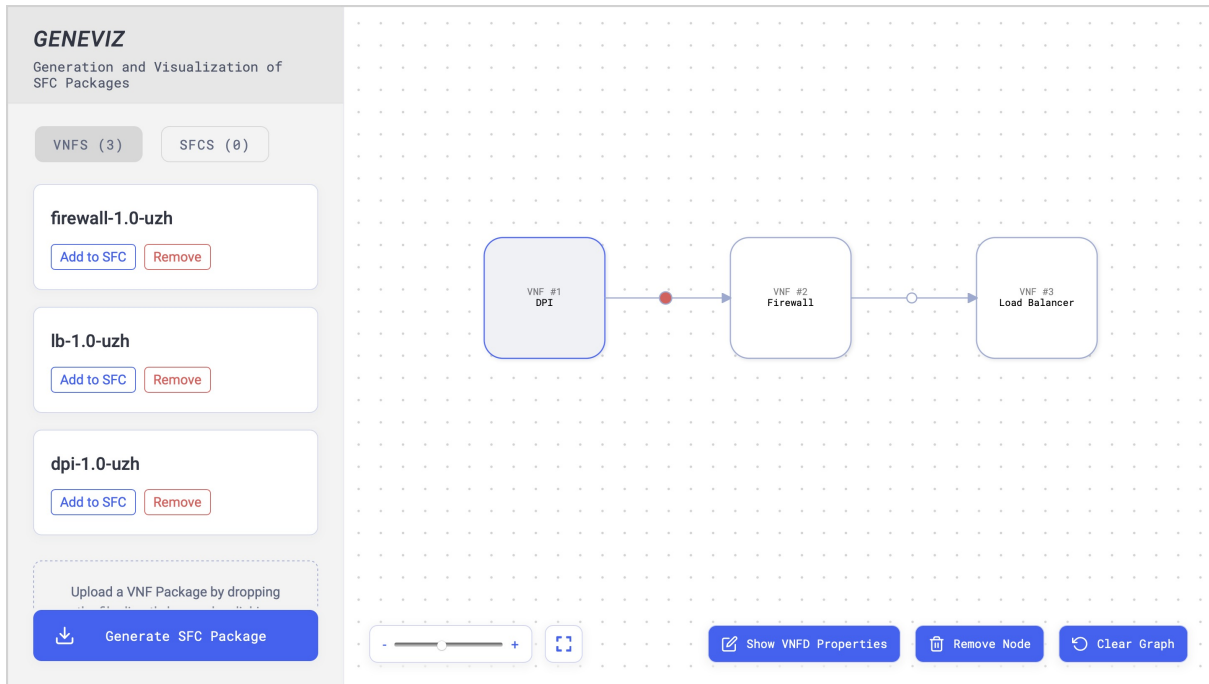 GENEVIZ
Generation and Visualization of
SFC Packages
VNFS (3)
SFCS (0)
firewall-1.0-uzh
Add to SFC
Remove
lb-1.0-uzh
Add to SFC
Remove
dpi-1.0-uzh
Add to SFC
Remove
Upload a VNF Package by dropping
Generate SFC Package
VNF #1
DPI
VNF #2
Firewall
VNF #3
Load Balancer
-
+
Show VNFD Properties
Remove Node
Clear Graph